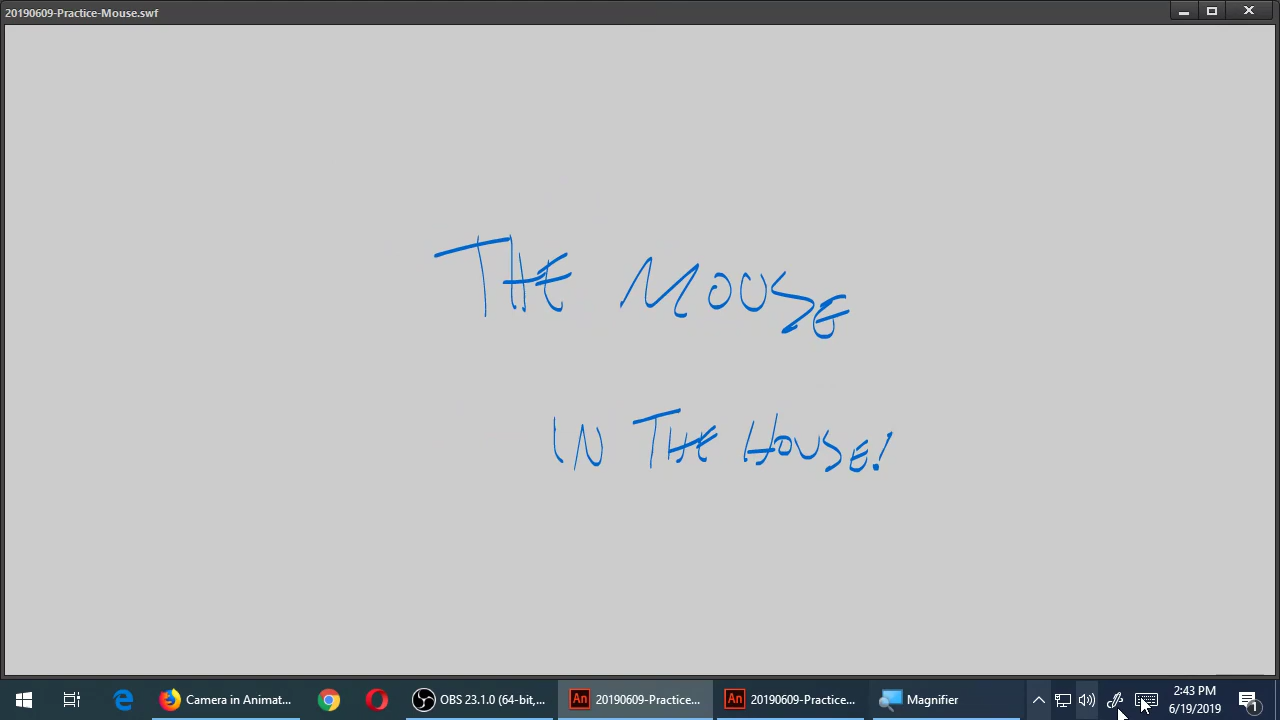 20190609-Practice-Mouse.swf
THE MOUSE
IN THE HOUSE!
Camera in Animat...
OBS 23.1.0 (64-bit,...
20190609-Practice...
20190609-Practice...
Magnifier
2:43 PM
6/19/2019
1